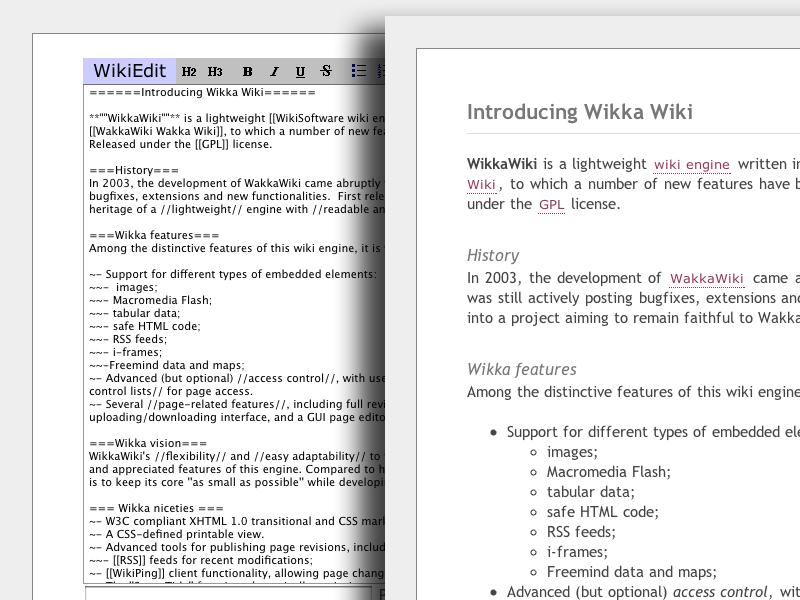 WikiEdit H2 H3 B I U S
======Introducing Wikka Wiki======
**""WikkaWiki""** is a lightweight [[WikiSoftware wiki en
[[WakkaWiki Wakka Wiki]], to which a number of new fea
Released under the [[GPL]] license.
===History===
In 2003, the development of WakkaWiki came abruptly
bugfixes, extensions and new functionalities.  First rele
heritage of a //lightweight// engine with //readable an
===Wikka features===
Among the distinctive features of this wiki engine, it is
~- Support for different types of embedded elements:
~~-  images;
~~- Macromedia Flash;
~~- tabular data;
~~- safe HTML code;
~~- RSS feeds;
~~- i-frames;
~~-Freemind data and maps;
~- Advanced (but optional) //access control//, with use
control lists// for page access.
~- Several //page-related features//, including full revi
uploading/downloading interface, and a GUI page edito
===Wikka vision===
WikkaWiki's //flexibility// and //easy adaptability// to
and appreciated features of this engine. Compared to h
is to keep its core "as small as possible" while developi
=== Wikka niceties ===
~- W3C compliant XHTML 1.0 transitional and CSS mark
~- A CSS-defined printable view.
~- Advanced tools for publishing page revisions, includ
~~- [[RSS]] feeds for recent modifications;
~- [[WikiPing]] client functionality, allowing page chang
Introducing Wikka Wiki
WikkaWiki is a lightweight wiki engine written in
Wiki, to which a number of new features have b
under the GPL license.
History
In 2003, the development of WakkaWiki came a
was still actively posting bugfixes, extensions and
into a project aiming to remain faithful to Wakka
Wikka features
Among the distinctive features of this wiki engine
• Support for different types of embedded ele
◦ images;
◦ Macromedia Flash;
◦ tabular data;
◦ safe HTML code;
◦ RSS feeds;
◦ i-frames;
◦ Freemind data and maps;
• Advanced (but optional) access control, wit